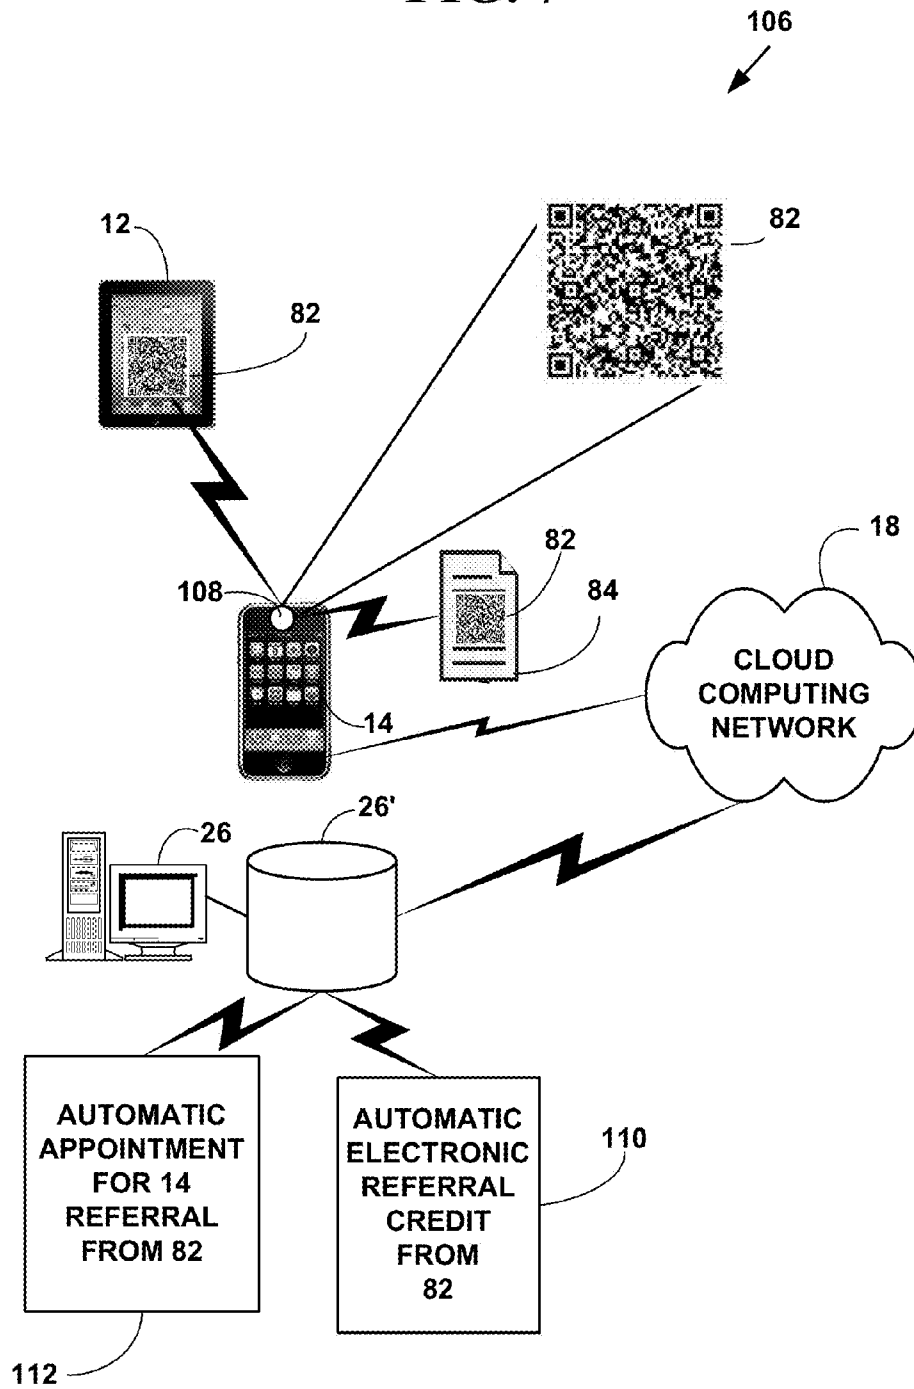 106
12
82
82
82
84
18
108
14
CLOUD
COMPUTING
NETWORK
26'
26
AUTOMATIC
APPOINTMENT
FOR 14
REFERRAL
FROM 82
AUTOMATIC
ELECTRONIC
REFERRAL
CREDIT
FROM
82
110
112